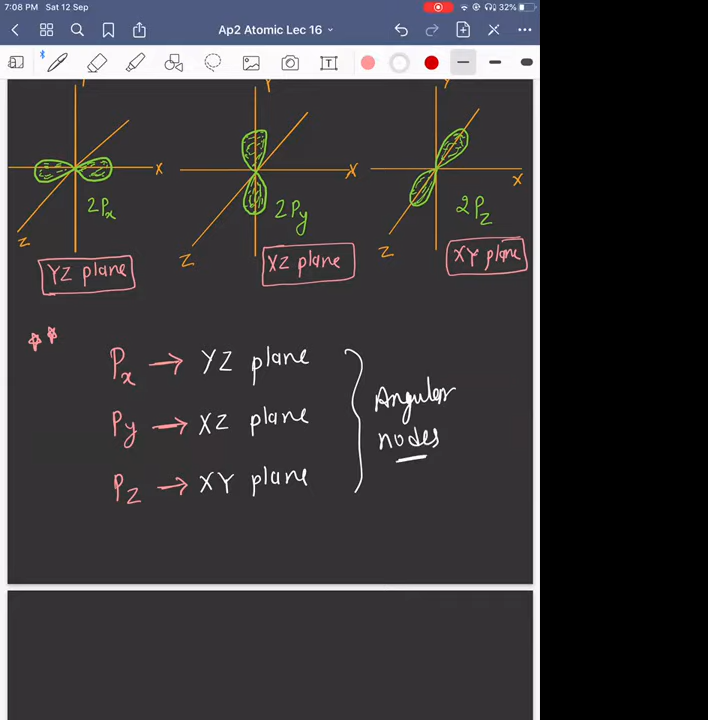 7:08 PM Sat 12 Sep
32%
Ap2 Atomic Lec 16
T
Y
X
Z
2Px
YZ plane
X
Z
2Py
XZ plane
Y
X
Z
2Pz
XY plane
Px → YZ plane
Py → XZ plane
Pz → XY plane
Angular
nodes